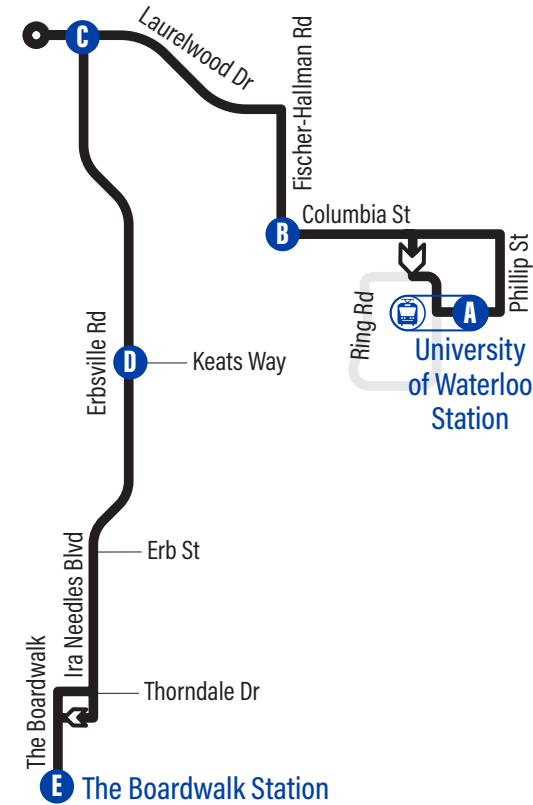 C
Laurelwood Dr
Fischer-Hallman Rd
B
Columbia St
Phillip St
Ring Rd
A
University
of Waterloo
Station
Erbsville Rd
D
Keats Way
Ira Needles Blvd
Erb St
The Boardwalk
Thorndale Dr
E
The Boardwalk Station